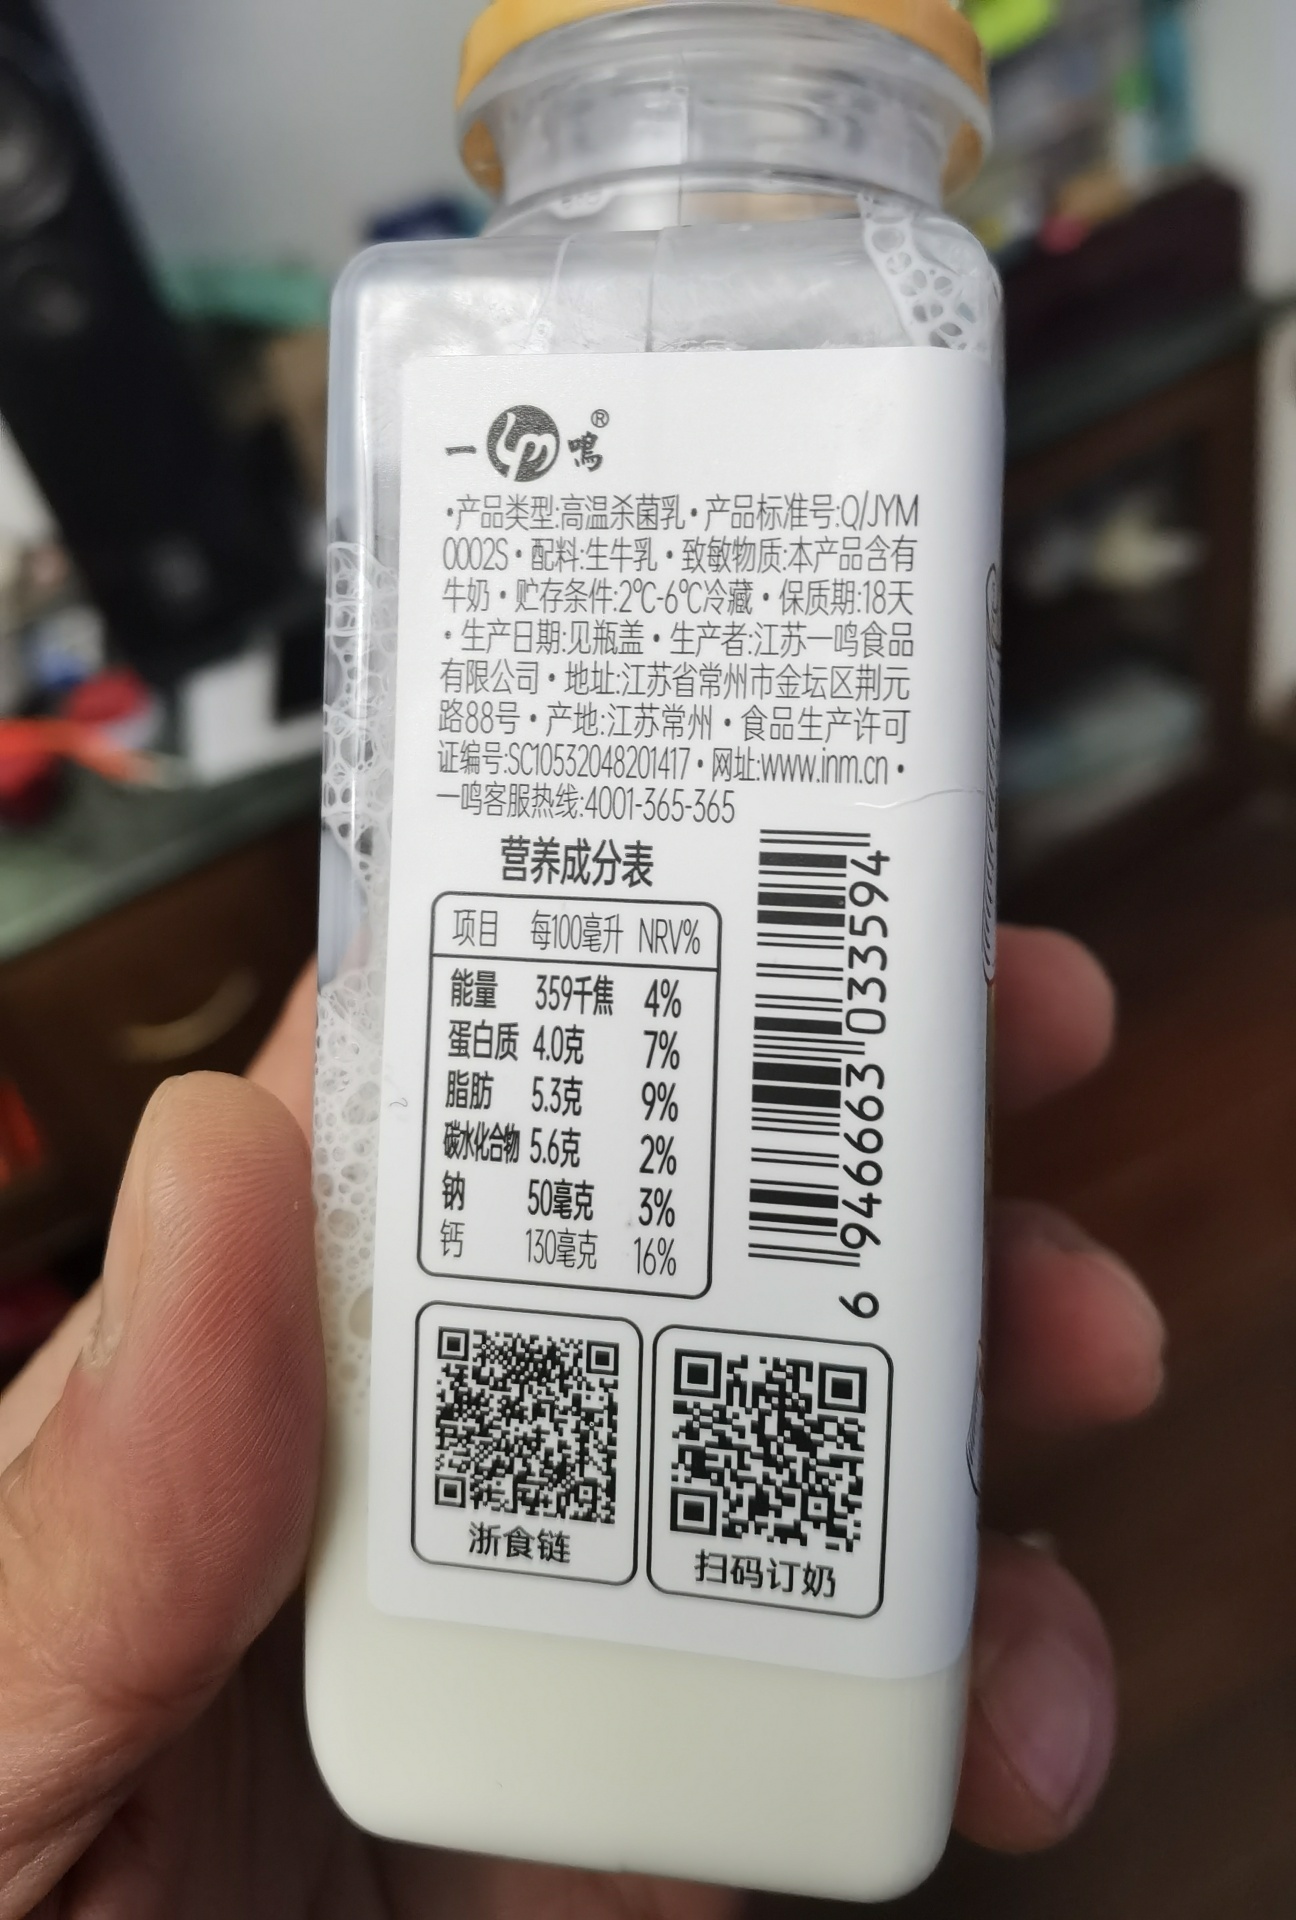 一鸣®
·产品类型:高温杀菌乳·产品标准号:Q/JYM
0002S·配料:生牛乳·致敏物质:本产品含有
牛奶·贮存条件:2℃-6℃冷藏·保质期:18天
·生产日期:见瓶盖·生产者:江苏一鸣食品
有限公司·地址:江苏省常州市金坛区荆元
路88号·产地:江苏常州·食品生产许可
证编号:SC10532048201417·网址:www.inm.cn·
一鸣客服热线:4001-365-365
营养成分表
项目 每100毫升 NRV%
能量 359千焦 4%
蛋白质 4.0克 7%
脂肪 5.3克 9%
碳水化合物 5.6克 2%
钠 50毫克 3%
钙 130毫克 16%
6 946663 033594
浙食链
扫码订奶